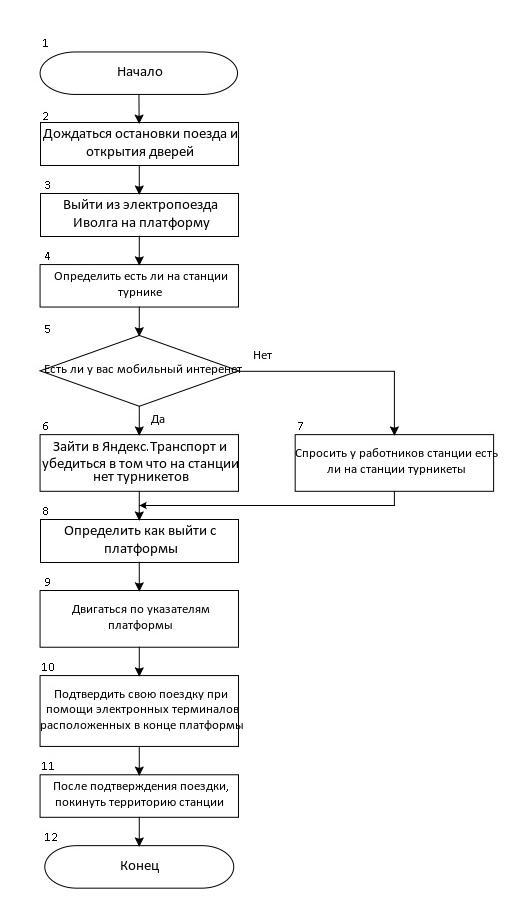 1
Начало
2
Дождаться остановки поезда и
открытия дверей
3
Выйти из электропоезда
Иволга на платформу
4
Определить есть ли на станции
турнике
5
Есть ли у вас мобильный интеренет
Нет
Да
6
Зайти в Яндекс.Транспорт и
убедиться в том что на станции
нет турникетов
7
Спросить у работников станции есть
ли на станции турникеты
8
Определить как выйти с
платформы
9
Двигаться по указателям
платформы
10
Подтвердить свою поездку при
помощи электронных терминалов
расположенных в конце платформы
11
После подтверждения поездки,
покинуть территорию станции
12
Конец